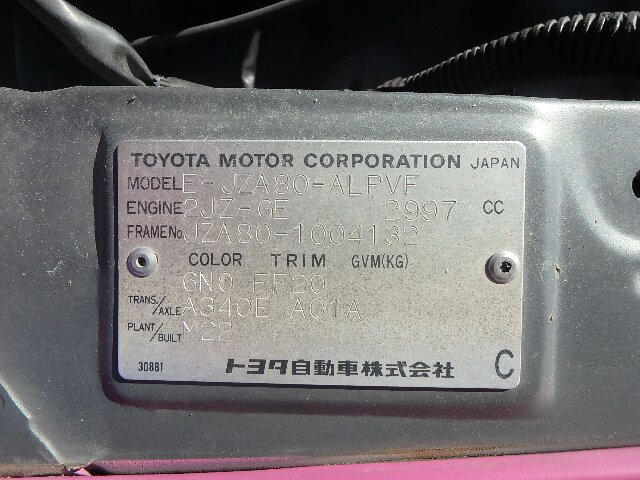 TOYOTA MOTOR CORPORATION JAPAN
MODEL E-JZA80-ALPVF
ENGINE 2JZ-GE 2997 CC
FRAME No. JZA80-1004132
COLOR TRIM GVM(KG)
6N0 FF20
TRANS./AXLE A340E A01A
PLANT/BUILT M22
30881 トヨタ自動車株式会社 C